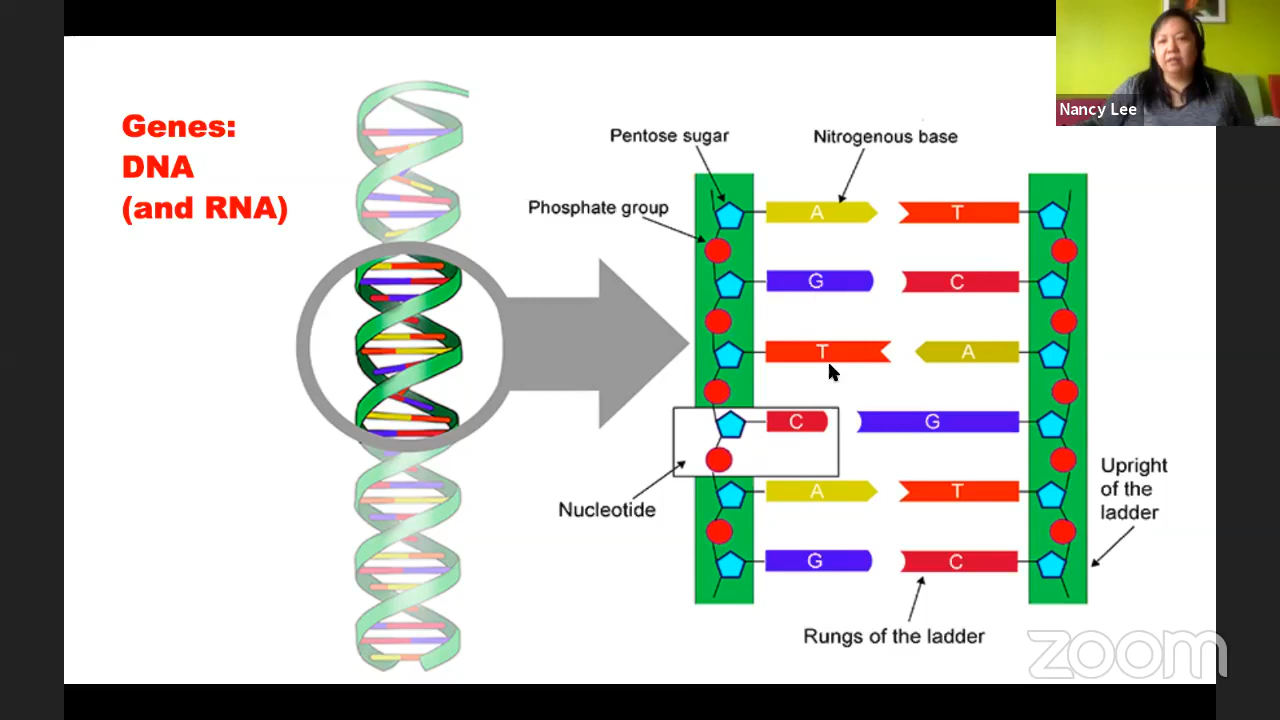 Nancy Lee
Genes:
DNA
(and RNA)
Pentose sugar
Nitrogenous base
Phosphate group
A T
G C
T A
C G
Nucleotide
A T
G C
Upright
of the
ladder
Rungs of the ladder
zoom